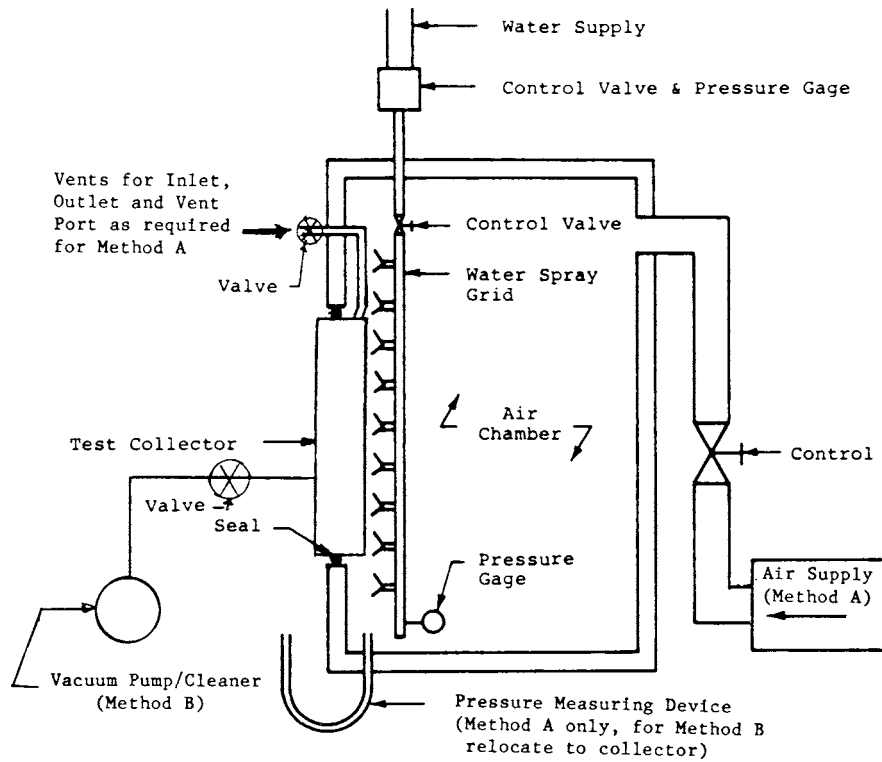 Water Supply
Control Valve & Pressure Gage
Vents for Inlet,
Outlet and Vent
Port as required
for Method A
Control Valve
Valve
Water Spray
Grid
Air
Chamber
Test Collector
Control
Valve
Seal
Pressure
Gage
Air Supply
(Method A)
Vacuum Pump/Cleaner
(Method B)
Pressure Measuring Device
(Method A only, for Method B
relocate to collector)